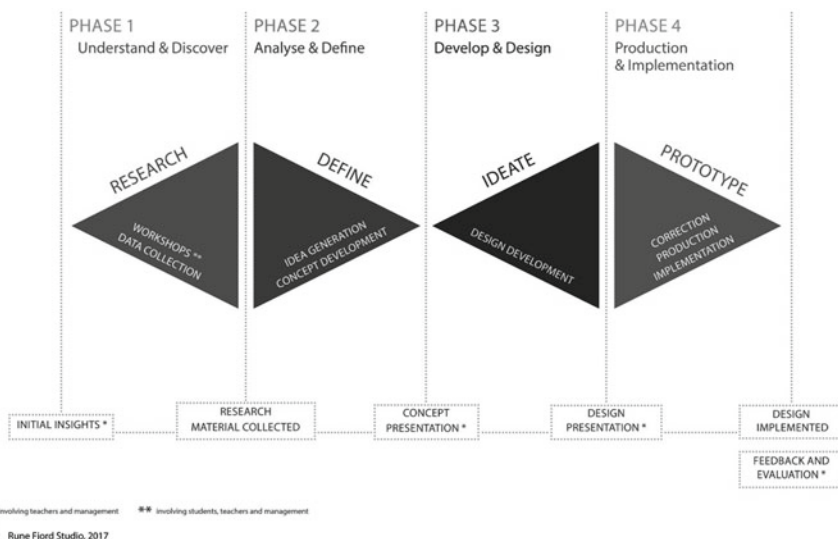 PHASE 1
Understand & Discover
PHASE 2
Analyse & Define
PHASE 3
Develop & Design
PHASE 4
Production
& Implementation
RESEARCH
WORKSHOPS **
DATA COLLECTION
DEFINE
IDEA GENERATION
CONCEPT DEVELOPMENT
IDEATE
DESIGN DEVELOPMENT
PROTOTYPE
CORRECTION
PRODUCTION
IMPLEMENTATION
INITIAL INSIGHTS *
RESEARCH
MATERIAL COLLECTED
CONCEPT
PRESENTATION *
DESIGN
PRESENTATION *
DESIGN
IMPLEMENTED
FEEDBACK AND
EVALUATION *
nvolving teachers and management
** involving students, teachers and management
Rune Fjord Studio, 2017